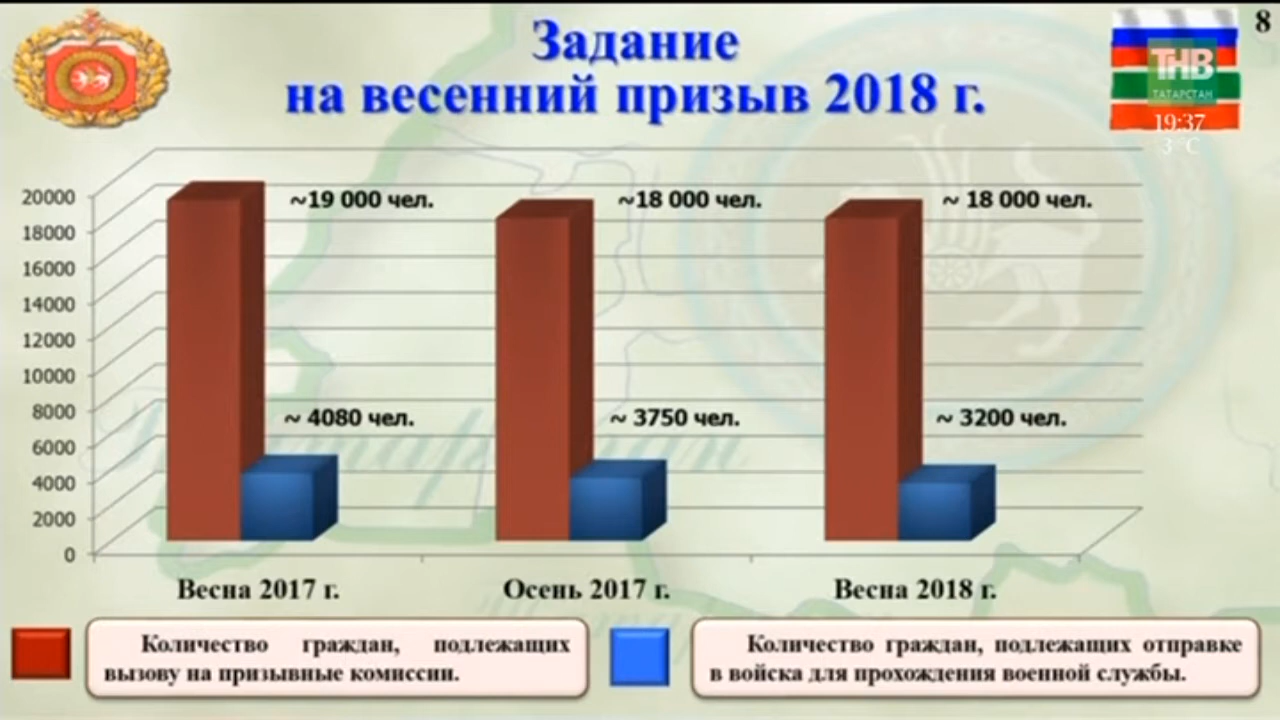 8
Задание
на весенний призыв 2018 г.
ТНВ
ТАТАРСТАН
19:37
3 °C
20000
18000
16000
14000
12000
10000
8000
6000
4000
2000
0
~19 000 чел.
~18 000 чел.
~ 18 000 чел.
~ 4080 чел.
~ 3750 чел.
~ 3200 чел.
Весна 2017 г.
Осень 2017 г.
Весна 2018 г.
Количество граждан, подлежащих
вызову на призывные комиссии.
Количество граждан, подлежащих отправке
в войска для прохождения военной службы.